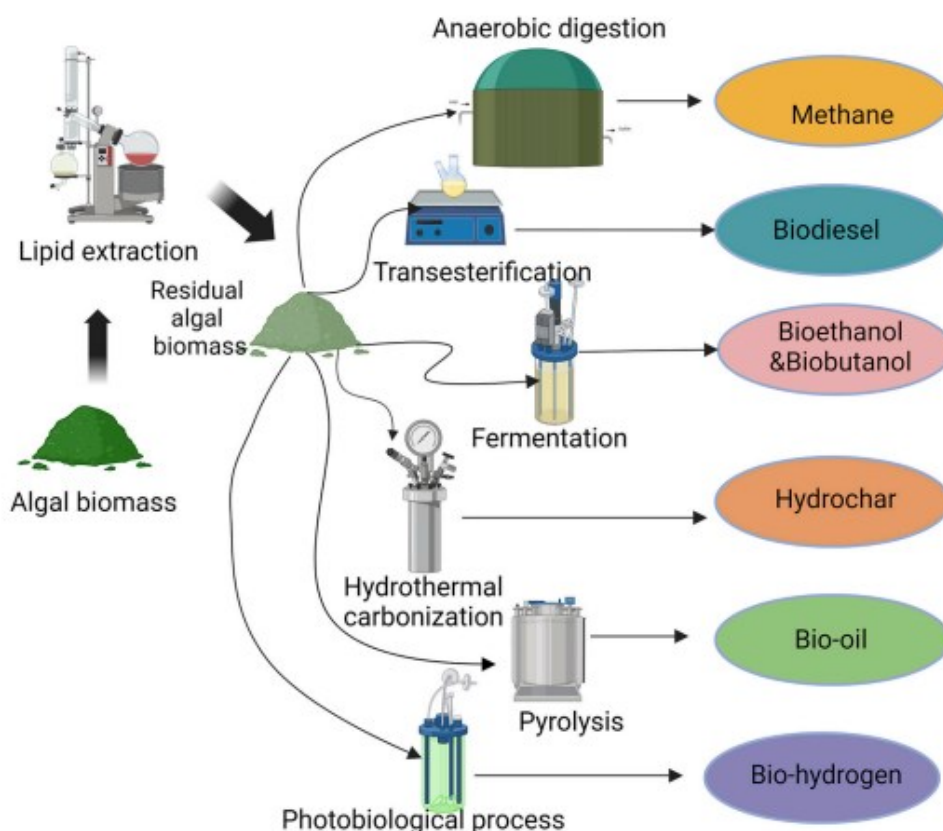 Anaerobic digestion
Methane
Lipid extraction
Residual
algal
biomass
Transesterification
Biodiesel
Bioethanol
&Biobutanol
Algal biomass
Fermentation
Hydrochar
Hydrothermal
carbonization
Bio-oil
Pyrolysis
Bio-hydrogen
Photobiological process